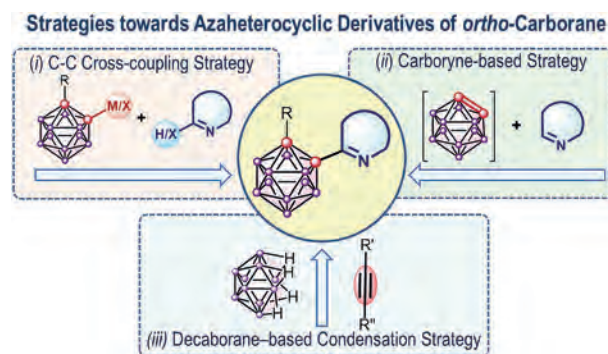 Strategies towards Azaheterocyclic Derivatives of ortho-Carborane
(i) C-C Cross-coupling Strategy
R
M/X
+
H/X
N
R
N
(ii) Carboryne-based Strategy
+
N
H
H
H
H
R'
R"
(iii) Decaborane–based Condensation Strategy